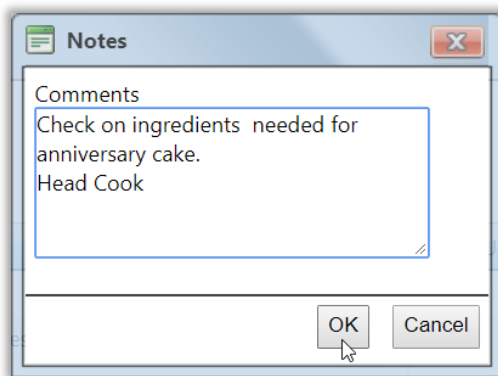 Notes
Comments
Check on ingredients  needed for
anniversary cake.
Head Cook
OK
Cancel